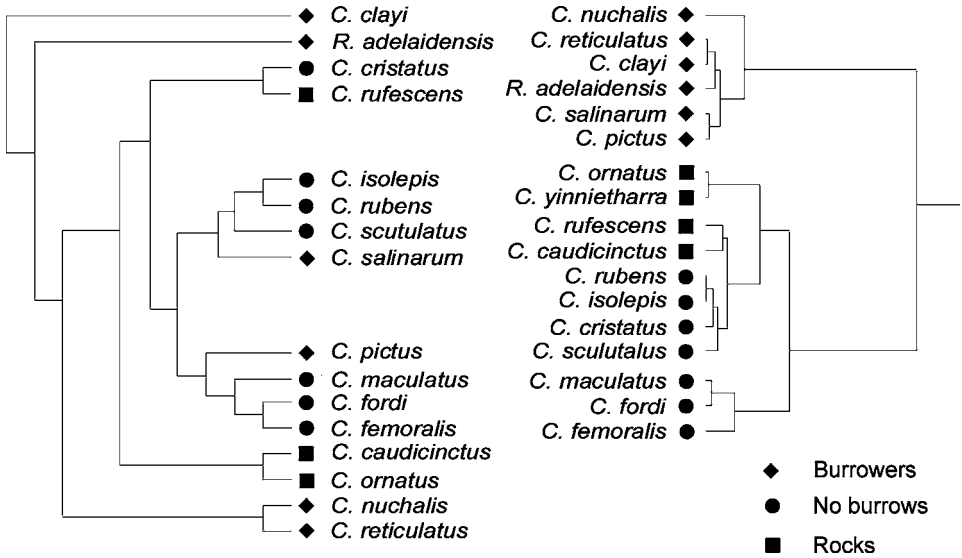 C. clayi
R. adelaidensis
C. cristatus
C. rufescens
C. isolepis
C. rubens
C. scutulatus
C. salinarum
C. pictus
C. maculatus
C. fordi
C. femoralis
C. caudicinctus
C. ornatus
C. nuchalis
C. reticulatus
C. nuchalis
C. reticulatus
C. clayi
R. adelaidensis
C. salinarum
C. pictus
C. ornatus
C. yinnietharra
C. rufescens
C. caudicinctus
C. rubens
C. isolepis
C. cristatus
C. sculutalus
C. maculatus
C. fordi
C. femoralis
Burrowers
No burrows
Rocks